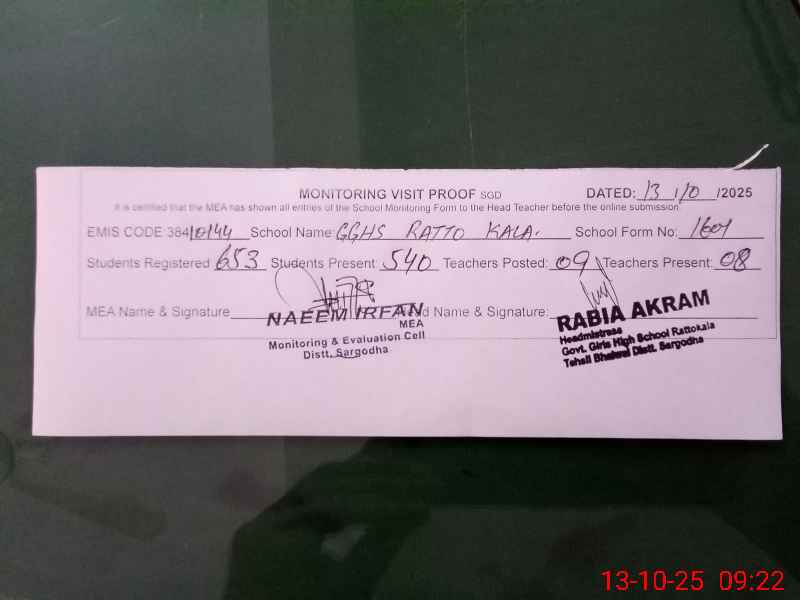 MONITORING VISIT PROOF SGD DATED: 13 / 10 /2025
It is certified that the MEA has shown all entries of the School Monitoring Form to the Head Teacher before the online submission.
EMIS CODE 38410144 School Name: GGHS RATTO KALA. School Form No:
Students Registered 653 Students Present: 540 Teachers Posted: 09 Teachers Present: 08
MEA Name & Signature Head Name & Signature:
NAEEM IRFAN
MEA
Monitoring & Evaluation Cell
Distt. Sargodha
RABIA AKRAM
Headmistress
Govt. Girls High School Rattokala
Tehsil Bhalwal Distt. Sargodha
13-10-25 09:22